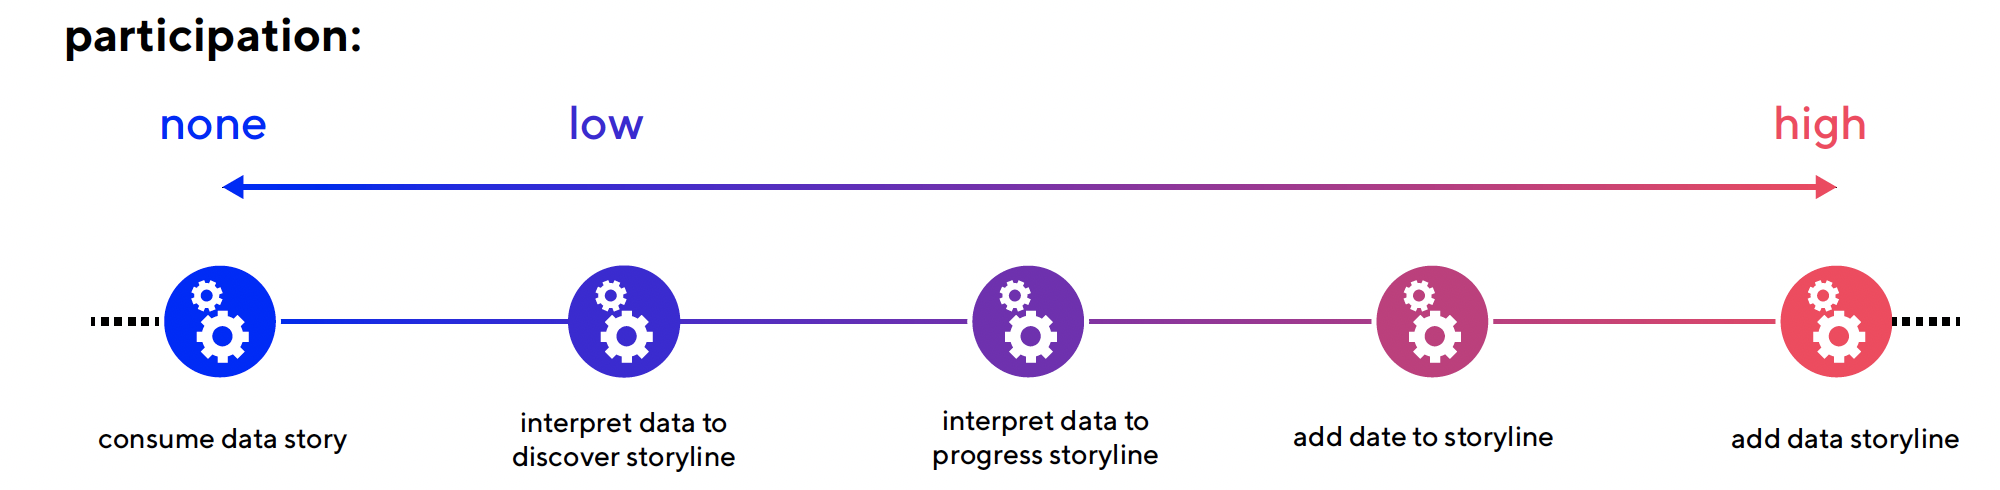 participation:
none
low
high
consume data story
interpret data to
discover storyline
interpret data to
progress storyline
add date to storyline
add data storyline